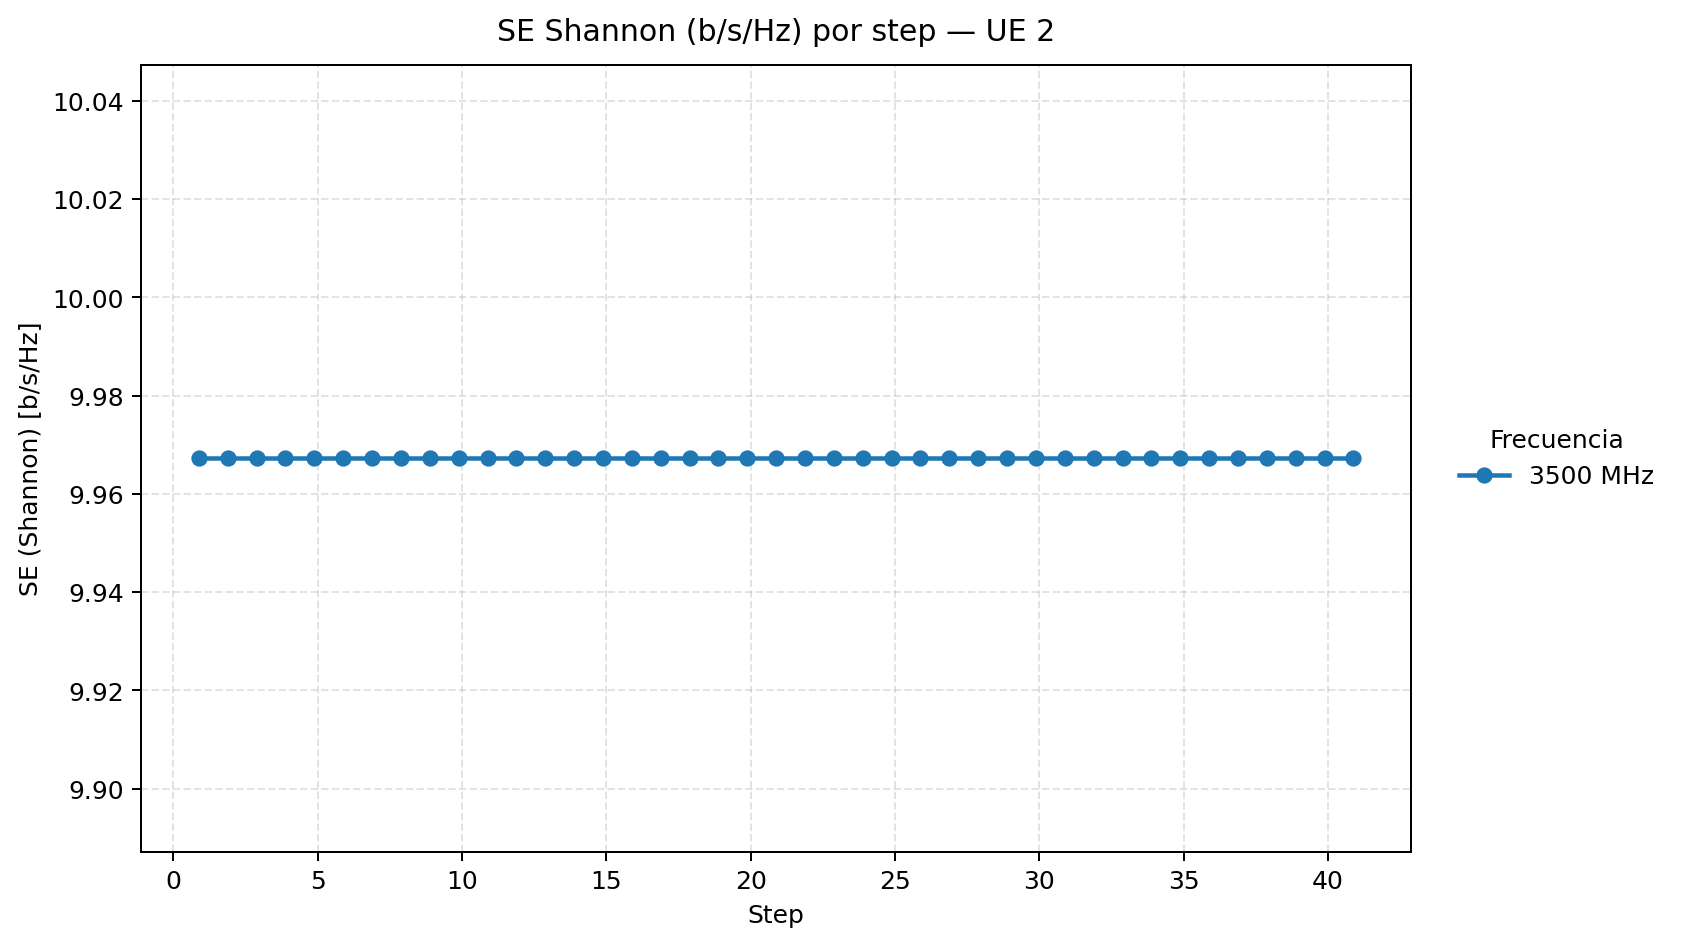 SE Shannon (b/s/Hz) por step — UE 2
10.04
10.02
10.00
9.98
9.96
9.94
9.92
9.90
SE (Shannon) [b/s/Hz]
0 5 10 15 20 25 30 35 40
Step
Frecuencia
3500 MHz